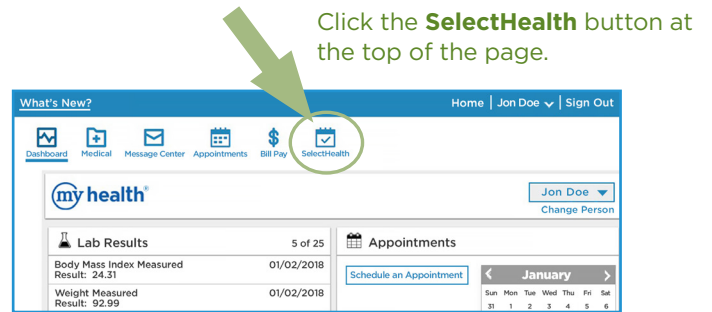 Click the SelectHealth button at
the top of the page.
What's New?
Home | Jon Doe | Sign Out
Dashboard Medical Message Center Appointments Bill Pay SelectHealth
my health®
Jon Doe
Change Person
Lab Results 5 of 25
Body Mass Index Measured 01/02/2018
Result: 24.31
Weight Measured 01/02/2018
Result: 92.99
Appointments
Schedule an Appointment
January
Sun Mon Tue Wed Thu Fri Sat
31 1 2 3 4 5 6